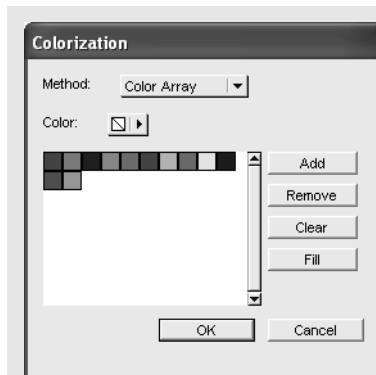 Colorization
Method: Color Array
Color:
Add
Remove
Clear
Fill
OK Cancel